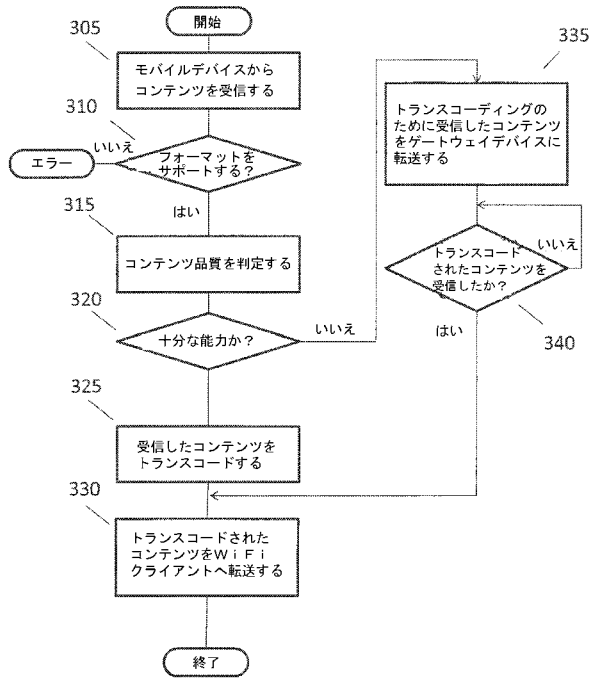 開始
305
モバイルデバイスから
コンテンツを受信する
310
フォーマットを
サポートする？
いいえ
エラー
はい
315
コンテンツ品質を判定する
320
十分な能力か？
いいえ
325
受信したコンテンツを
トランスコードする
330
トランスコードされた
コンテンツをＷｉＦｉ
クライアントへ転送する
終了
335
トランスコーディングの
ために受信したコンテンツ
をゲートウェイデバイスに
転送する
トランスコード
されたコンテンツを
受信したか？
いいえ
はい
340